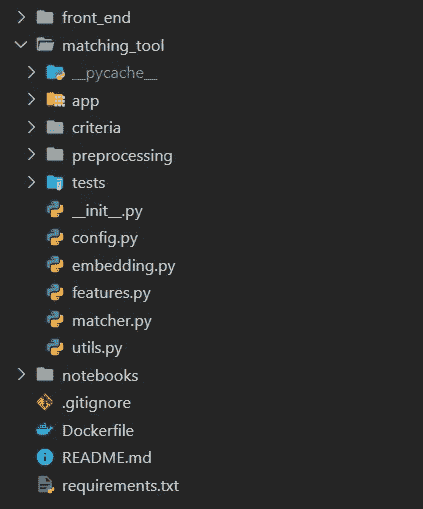 front_end
matching_tool
__pycache__
app
criteria
preprocessing
tests
__init__.py
config.py
embedding.py
features.py
matcher.py
utils.py
notebooks
.gitignore
Dockerfile
README.md
requirements.txt